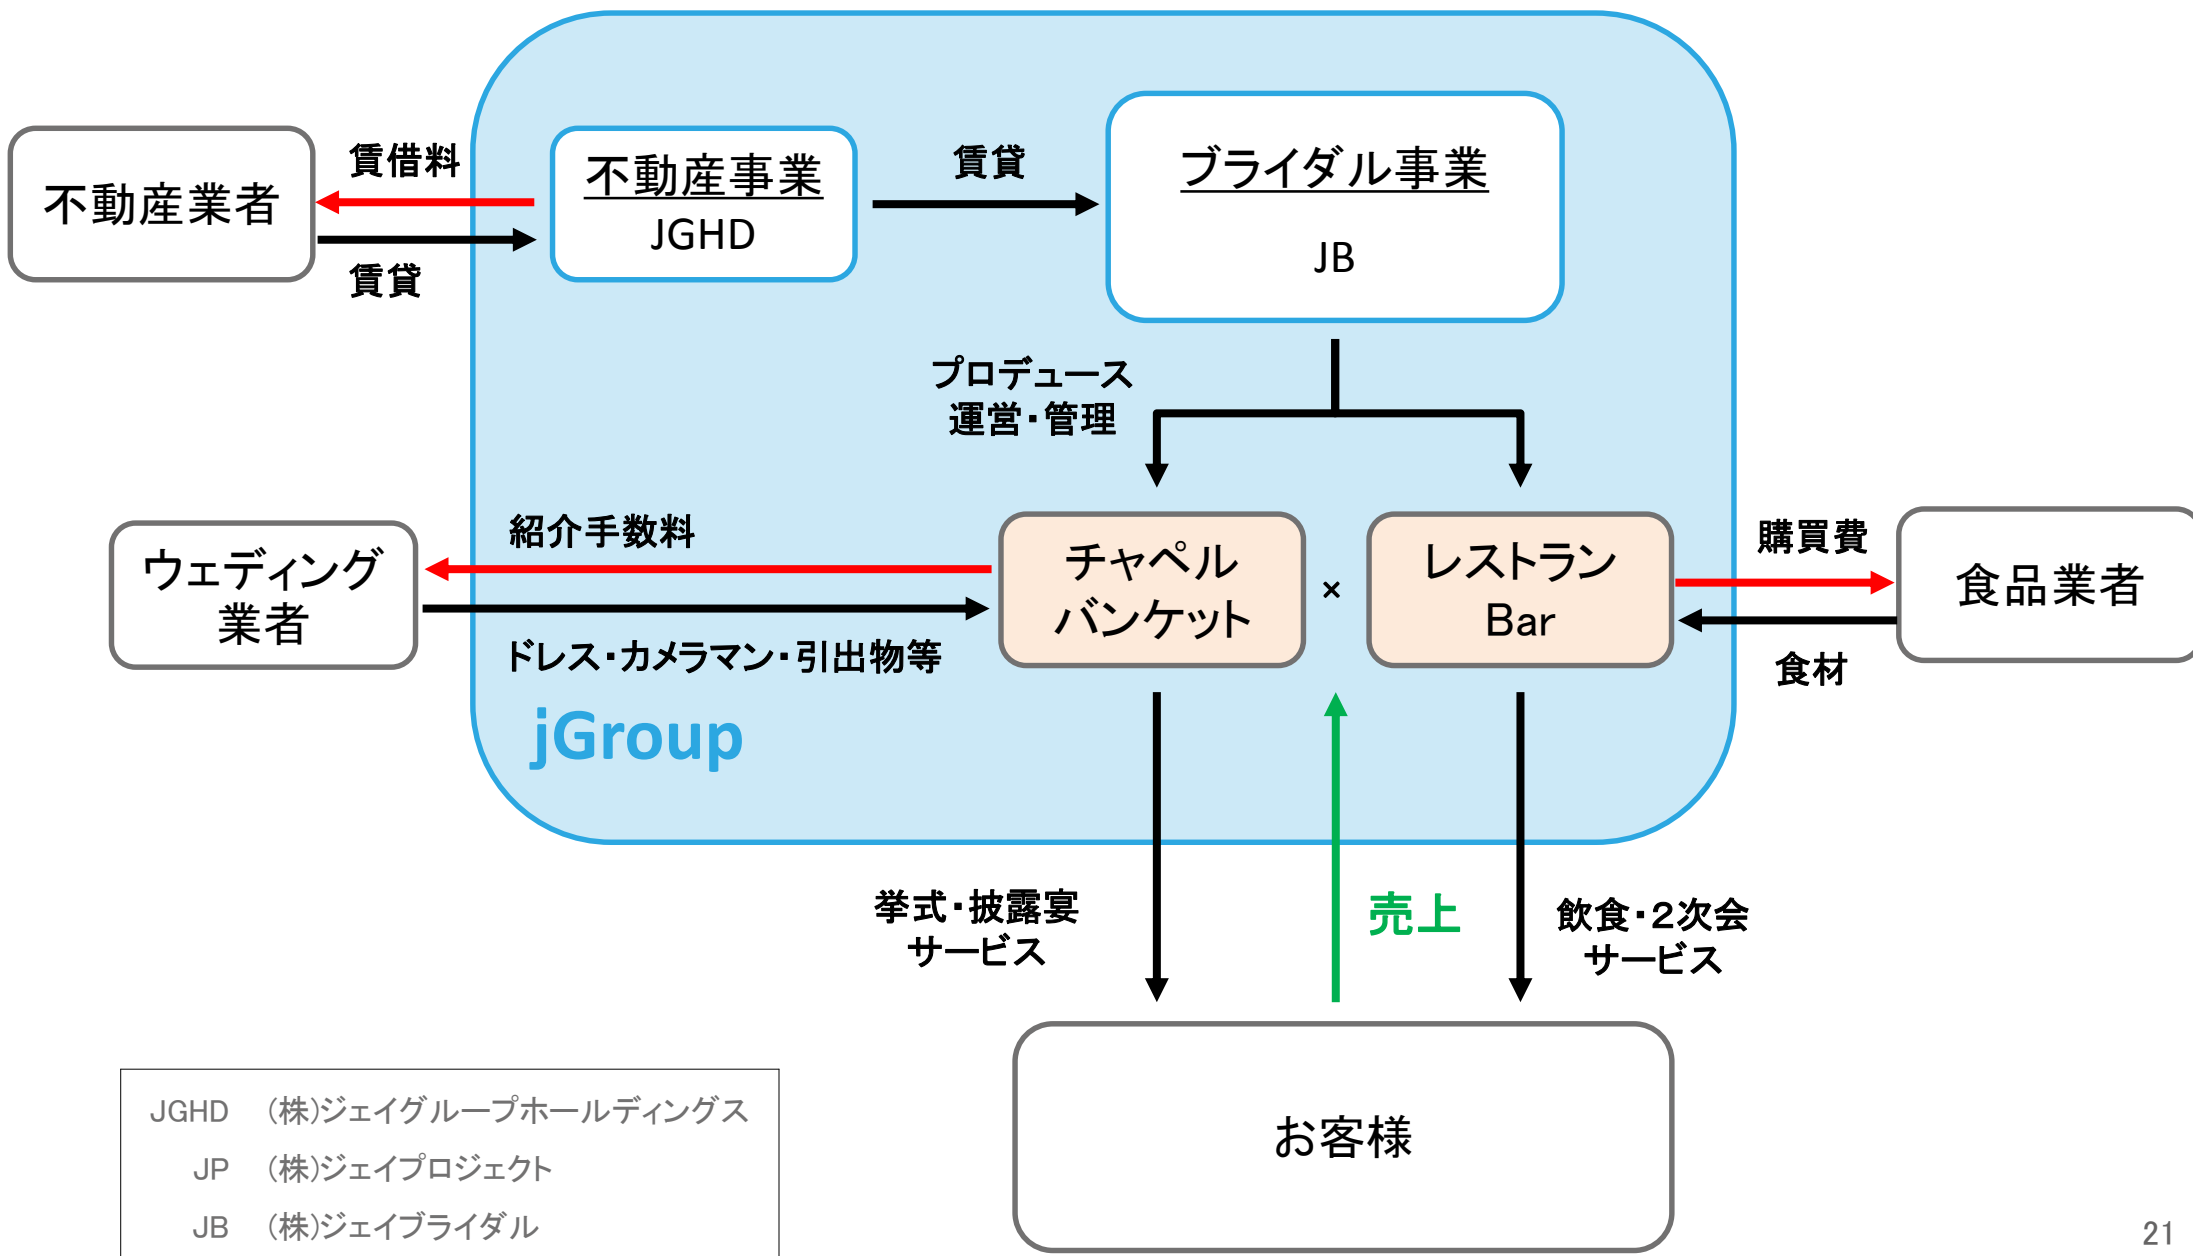 不動産業者
賃借料
賃貸
不動産事業
JGHD
賃貸
ブライダル事業
JB
プロデュース
運営・管理
ウェディング
業者
紹介手数料
ドレス・カメラマン・引出物等
チャペル
バンケット
×
レストラン
Bar
購買費
食材
食品業者
jGroup
挙式・披露宴
サービス
売上
飲食・2次会
サービス
お客様
JGHD (株)ジェイグループホールディングス
JP (株)ジェイプロジェクト
JB (株)ジェイブライダル
21